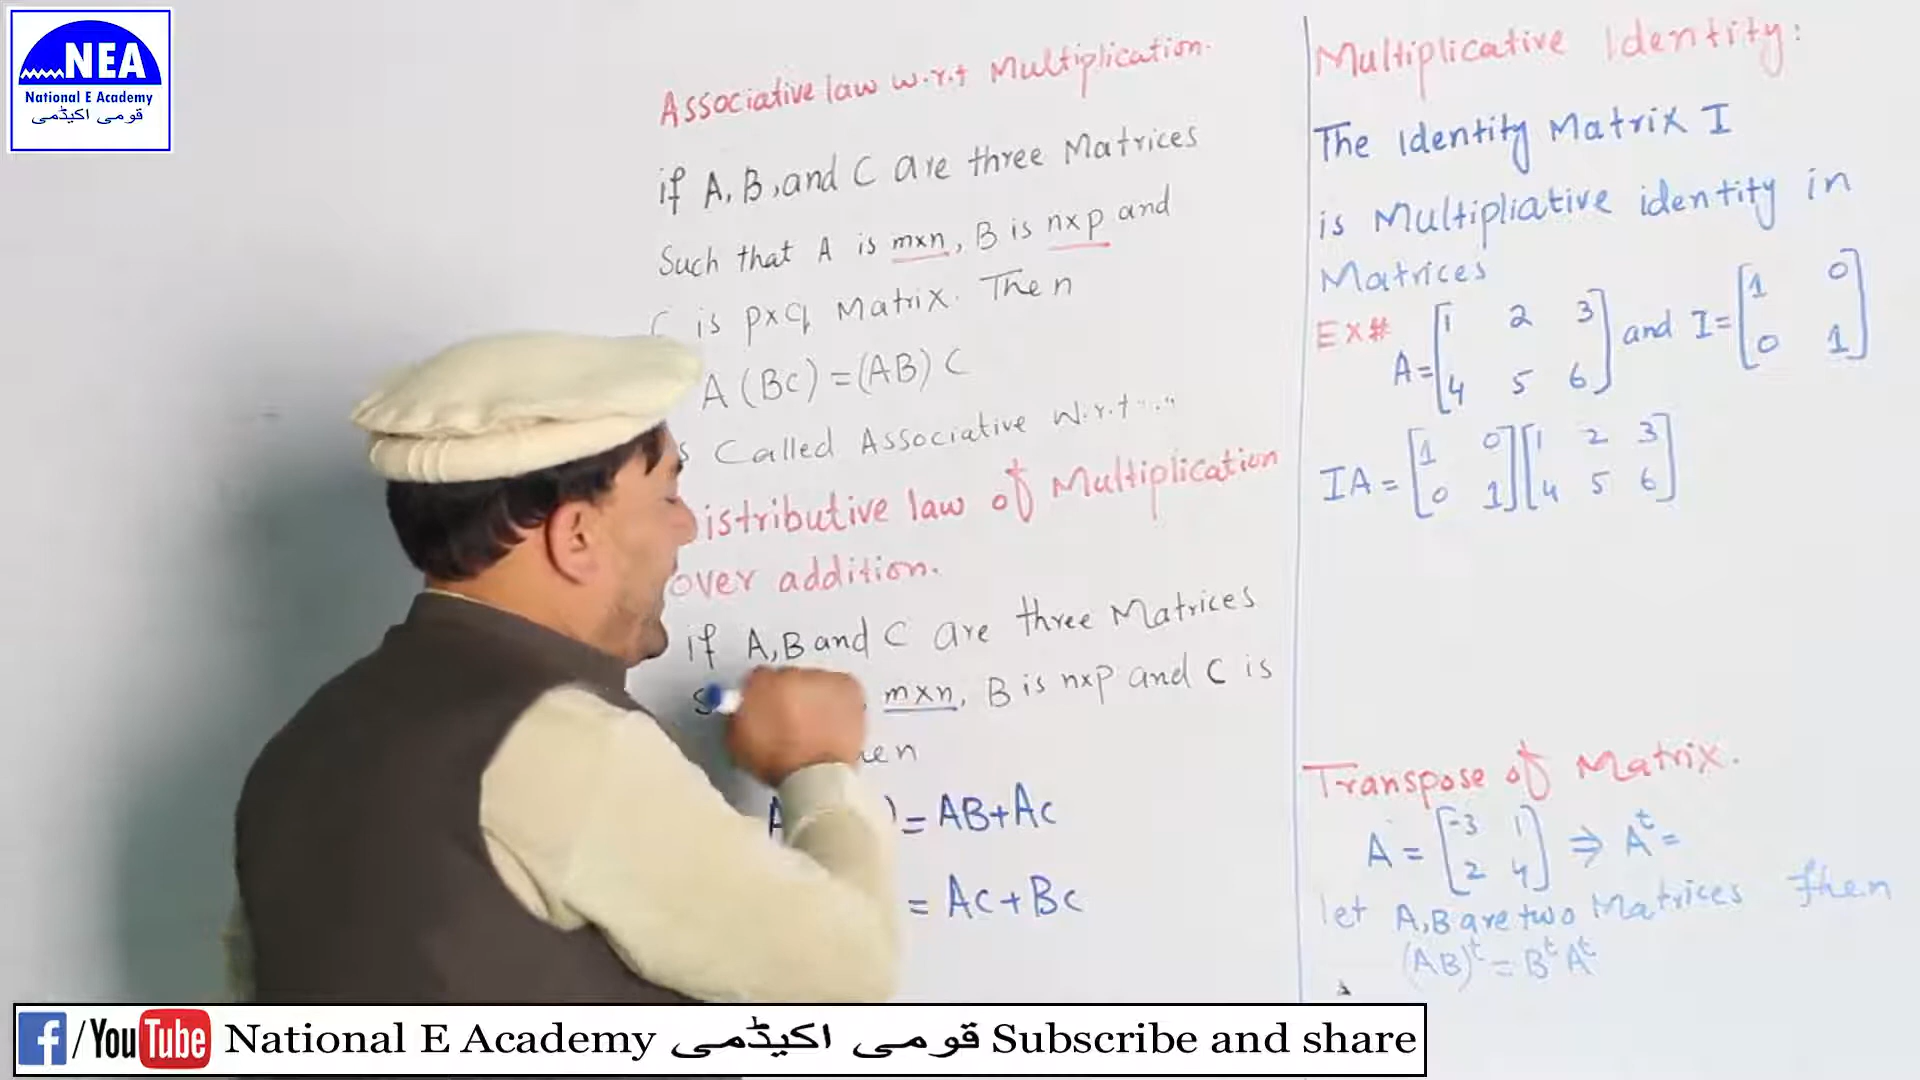 NEA
National E Academy
قومی اکیڈمی
Associative law w.r.t Multiplication.
if A, B, and C are three Matrices
Such that A is m×n, B is n×p and
C is p×q Matrix. Then
A(BC) = (AB) C
s Called Associative w.r.t "."
istributive law of Multiplication
over addition.
if A, B and C are three Matrices
m×n, B is n×p and C is
en
) = AB + AC
= AC + BC
Multiplicative Identity:
The Identity Matrix I
is Multipliative identity in
Matrices
EX# A = [1 2 3 4 5 6] and I = [1 0 0 1]
IA = [1 0 0 1] [1 2 3 4 5 6]
Transpose of Matrix.
A = [-3 1 2 4] ⇒ Aᵗ =
let A, B are two Matrices then
(AB)ᵗ = BᵗAᵗ
f/YouTube National E Academy قومی اکیڈمی Subscribe and share